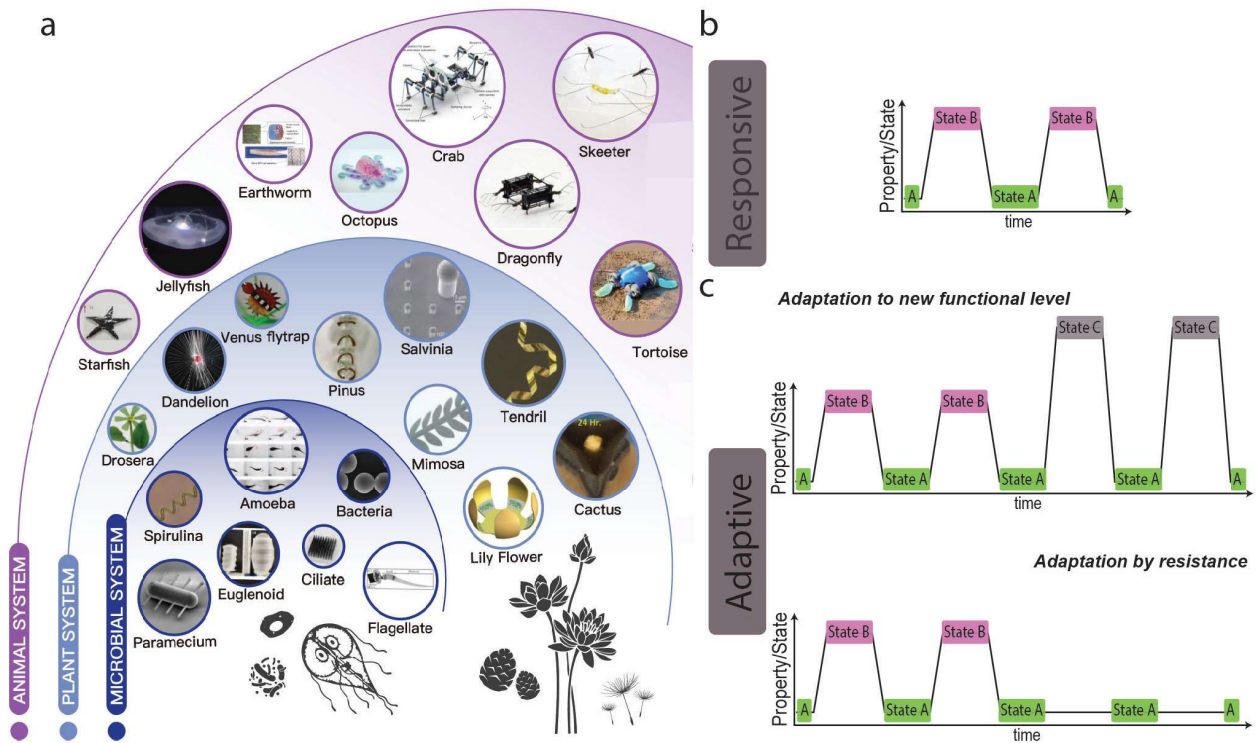 a
Crab
Skeeter
Earthworm
Octopus
Dragonfly
Jellyfish
Tortoise
Starfish
Venus flytrap
Salvinia
Dandelion
Pinus
Tendril
Drosera
Mimosa
Cactus
24 Hr.
Lily Flower
Amoeba
Bacteria
Spirulina
Euglenoid
Ciliate
Flagellate
Paramecium
ANIMAL SYSTEM
PLANT SYSTEM
MICROBIAL SYSTEM
b
Responsive
Property/State
A
State B
State A
State B
A
time
c
Adaptive
Adaptation to new functional level
Property/State
A
State B
State A
State B
State A
State C
State A
State C
A
time
Adaptation by resistance
Property/State
A
State B
State A
State B
State A
State A
A
time